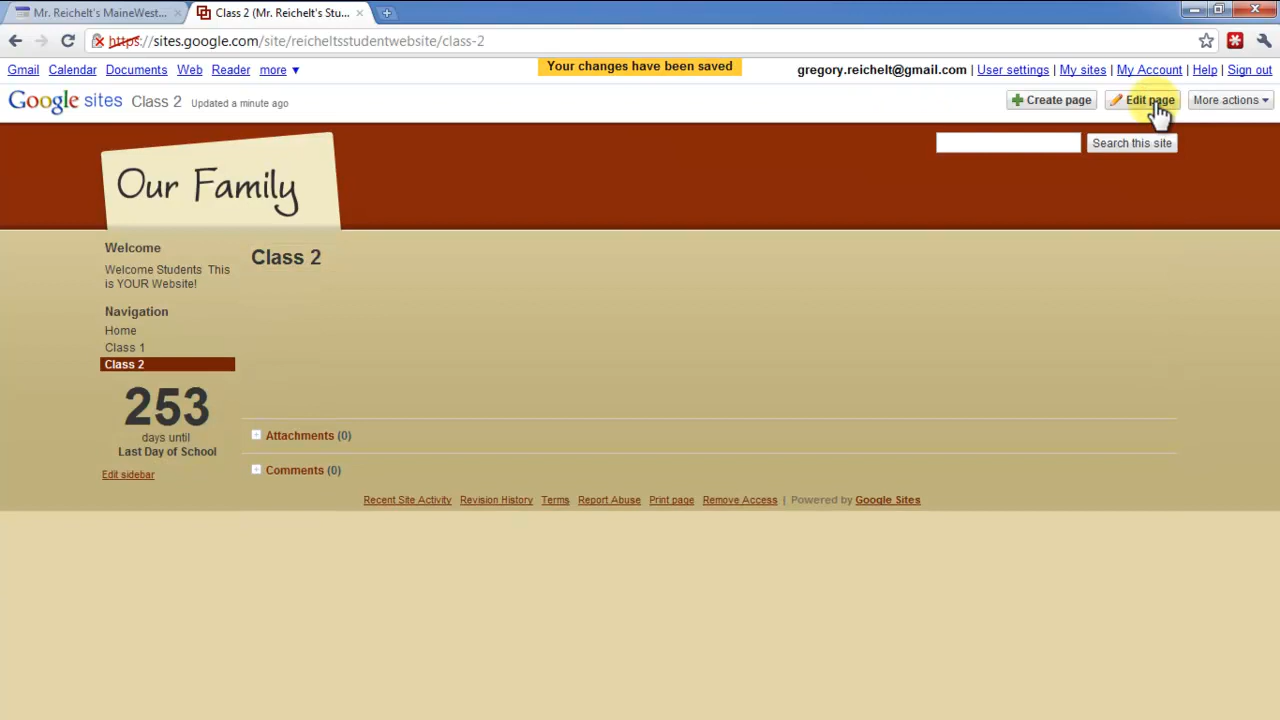 Mr. Reichelt's MaineWest...
Class 2 (Mr. Reichelt's Stu...
https://sites.google.com/site/reicheltsstudentwebsite/class-2
Gmail Calendar Documents Web Reader more ▼
Your changes have been saved
gregory.reichelt@gmail.com | User settings | My sites | My Account | Help | Sign out
Google sites Class 2 Updated a minute ago
Create page Edit page More actions
Search this site
Our Family
Welcome
Welcome Students This
is YOUR Website!
Navigation
Home
Class 1
Class 2
253
days until
Last Day of School
Edit sidebar
Class 2
Attachments (0)
Comments (0)
Recent Site Activity Revision History Terms Report Abuse Print page Remove Access | Powered by Google Sites